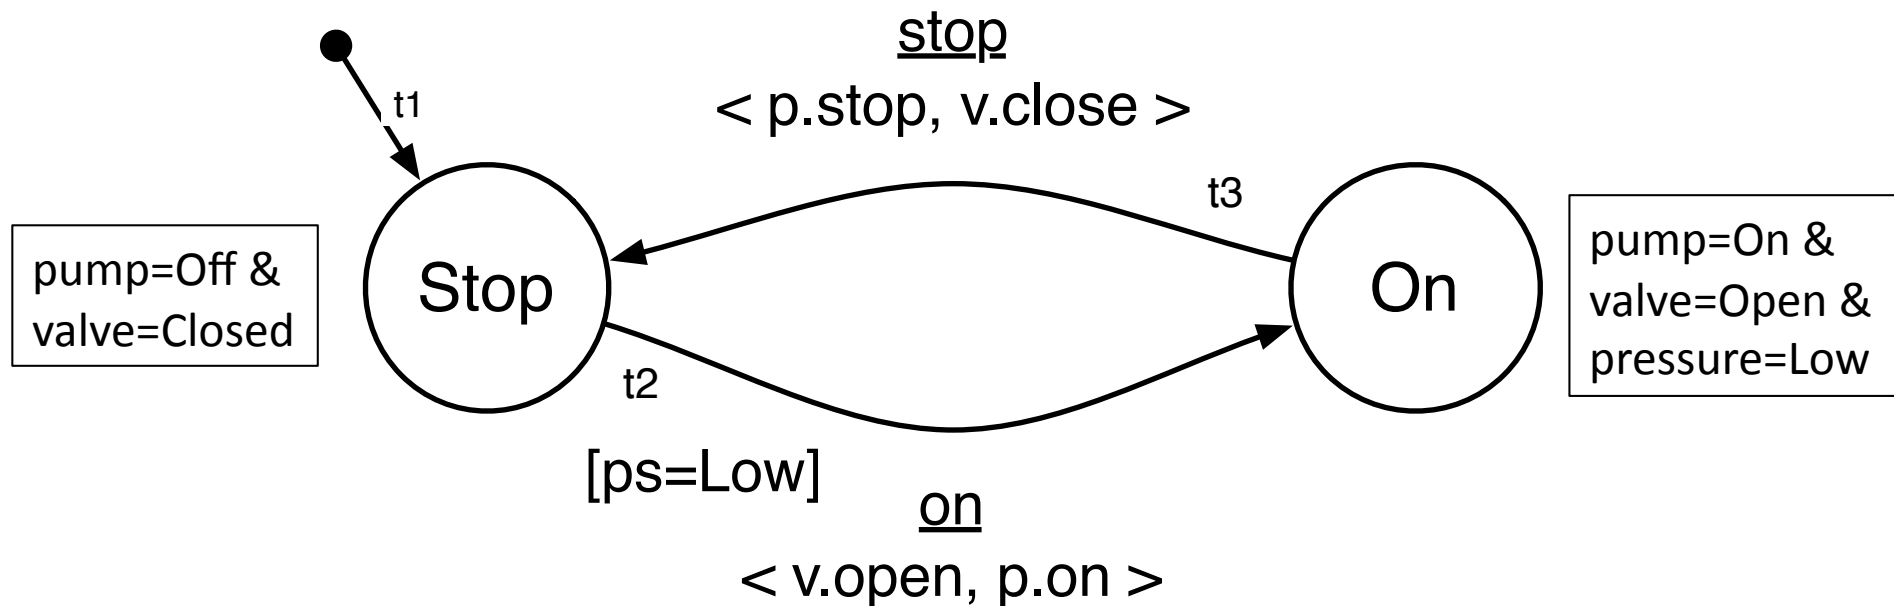 stop
< p.stop, v.close >
t1
t3
pump=Off &
valve=Closed
Stop
On
pump=On &
valve=Open &
pressure=Low
t2
[ps=Low]
on
< v.open, p.on >